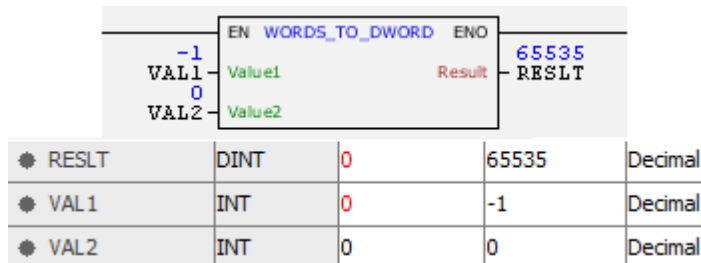 EN WORDS_TO_DWORD ENO
-1 65535
VAL1 Value1 Result RESLT
0
VAL2 Value2
RESLT DINT 0 65535 Decimal
VAL1 INT 0 -1 Decimal
VAL2 INT 0 0 Decimal